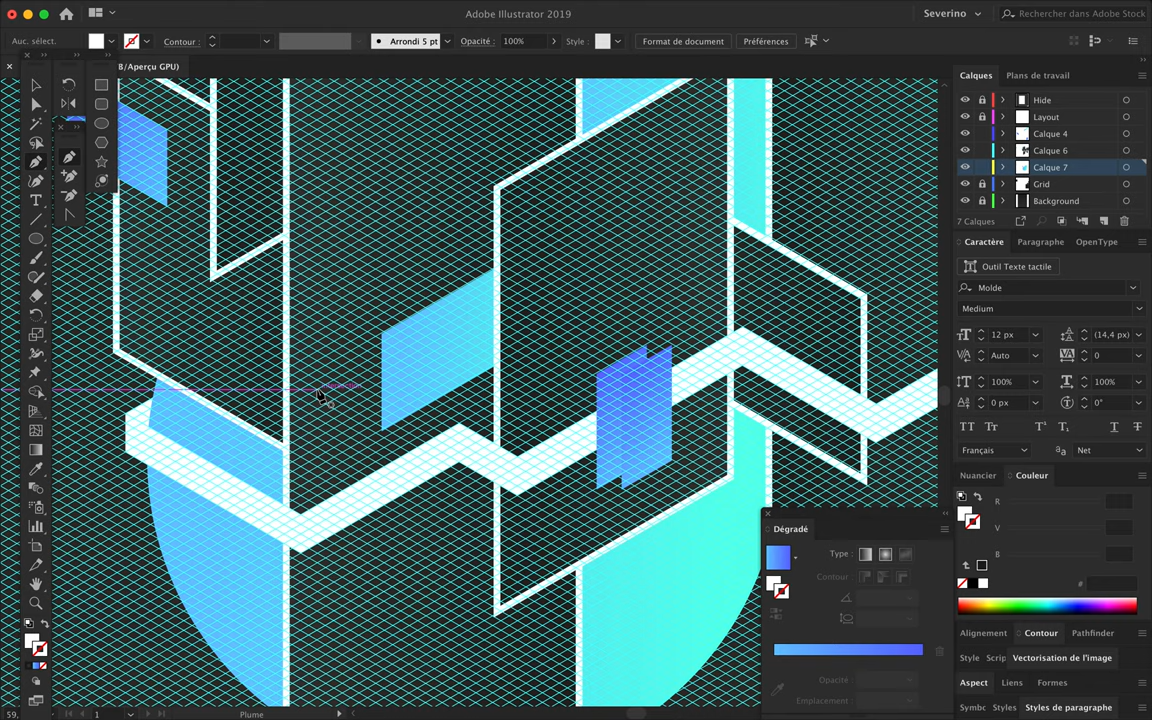 Adobe Illustrator 2019
Severino
Rechercher dans Adobe Stock
Auc. sélect.
Contour :
Arrondi 5 pt
Opacité :
100%
Style :
Format de document
Préférences
B/Aperçu GPU)
Calques
Plans de travail
Hide
Layout
Calque 4
Calque 6
Calque 7
Grid
Background
7 Calques
Caractère
Paragraphe
OpenType
Outil Texte tactile
Molde
Medium
12 px
(14,4 px)
Auto
0
100%
100%
0 px
0°
Français
Net
Nuancier
Couleur
R
V
B
#
Dégradé
Type :
Contour :
Opacité :
Emplacement :
Alignement
Contour
Pathfinder
Style
Scrip
Vectorisation de l'image
Aspect
Liens
Formes
Symbc
Styles
Styles de paragraphe
59,
1
Plume